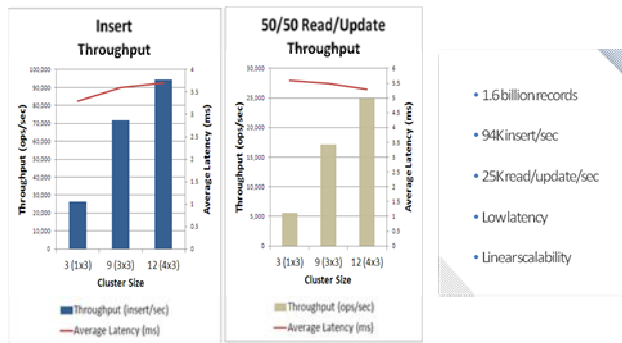 Insert
Throughput
100,000
90,000
80,000
70,000
60,000
50,000
40,000
30,000
20,000
10,000
0
4
3.5
3
2.5
2
1.5
1
0.5
0
Throughput (ops/sec)
Average Latency (ms)
3 (1x3) 9 (3x3) 12 (4x3)
Cluster Size
Throughput (insert/sec)
Average Latency (ms)
50/50 Read/Update
Throughput
30,000
25,000
20,000
15,000
10,000
5,000
0
6
5.5
5
4.5
4
3.5
3
2.5
2
1.5
1
0.5
0
Throughput (ops/sec)
Average Latency (ms)
3 (1x3) 9 (3x3) 12 (4x3)
Cluster Size
Throughput (ops/sec)
Average Latency (ms)
• 1.6 billion records
• 94K insert/sec
• 25K read/update/sec
• Low latency
• Linear scalability